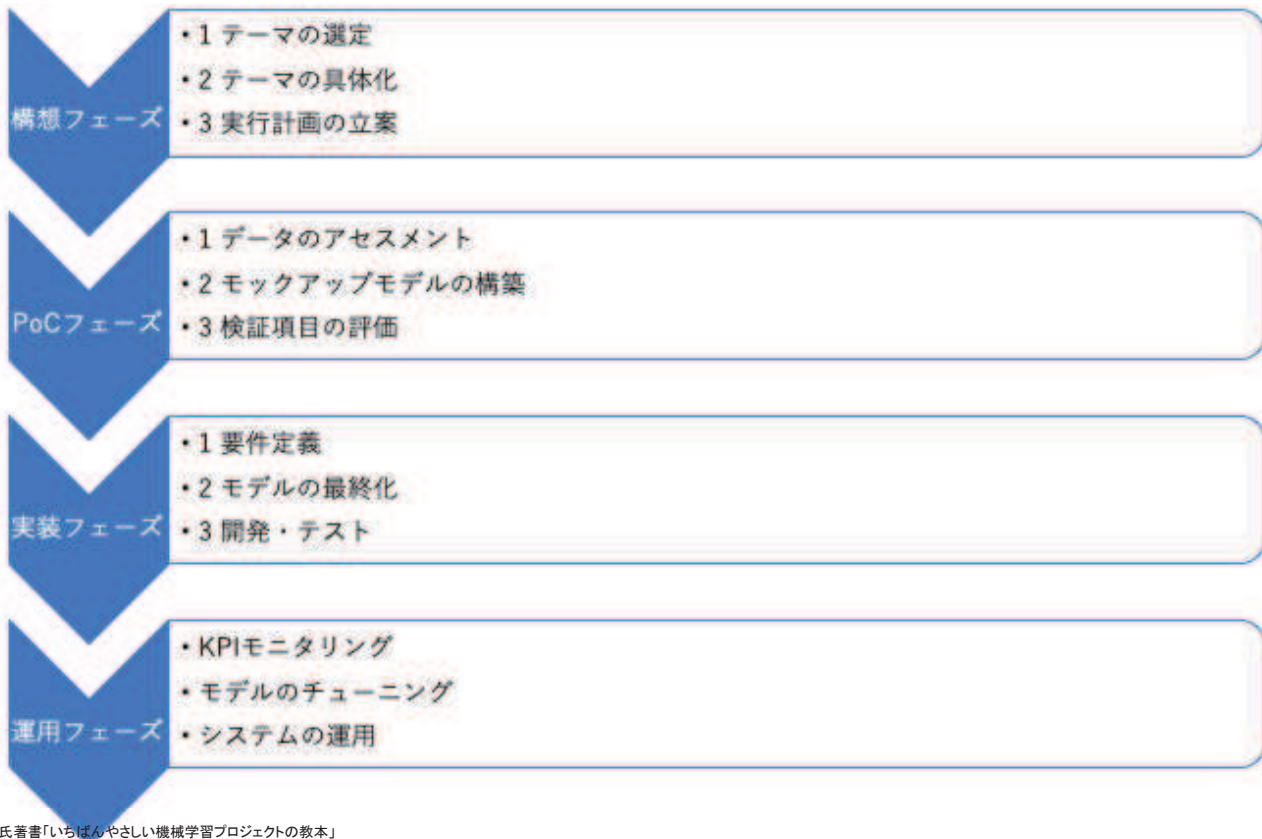 ・1 テーマの選定
・2 テーマの具体化
構想フェーズ
・3 実行計画の立案
・1 データのアセスメント
・2 モックアップモデルの構築
PoCフェーズ
・3 検証項目の評価
・1 要件定義
・2 モデルの最終化
実装フェーズ
・3 開発・テスト
・KPIモニタリング
・モデルのチューニング
運用フェーズ
・システムの運用
氏著書「いちばんやさしい機械学習プロジェクトの教本」